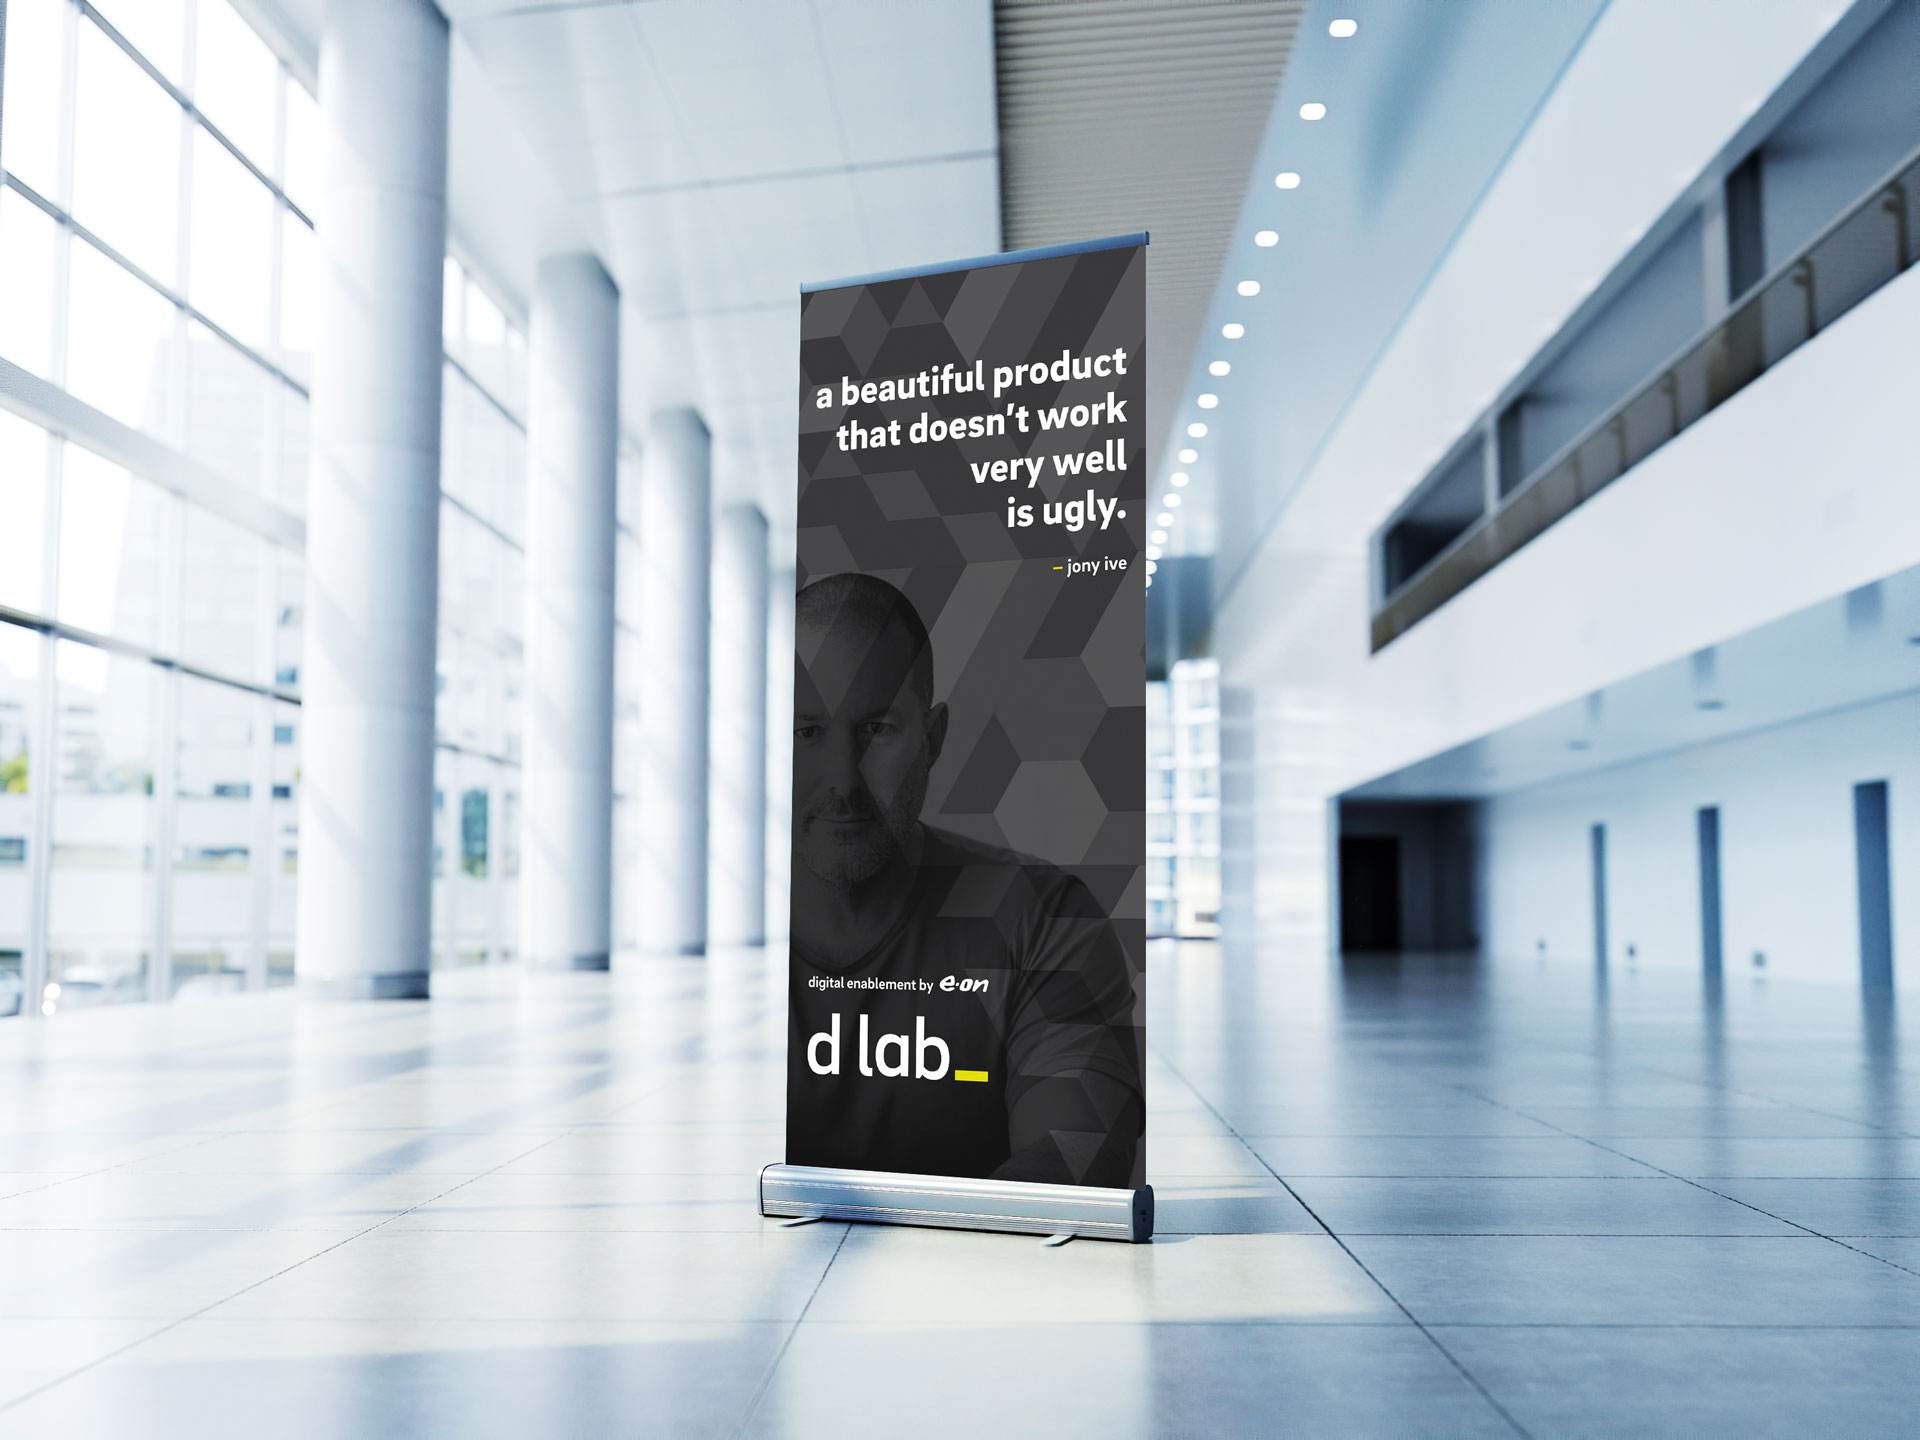 a beautiful product
that doesn’t work
very well
is ugly.
– jony ive
digital enablement by e·on
d lab_